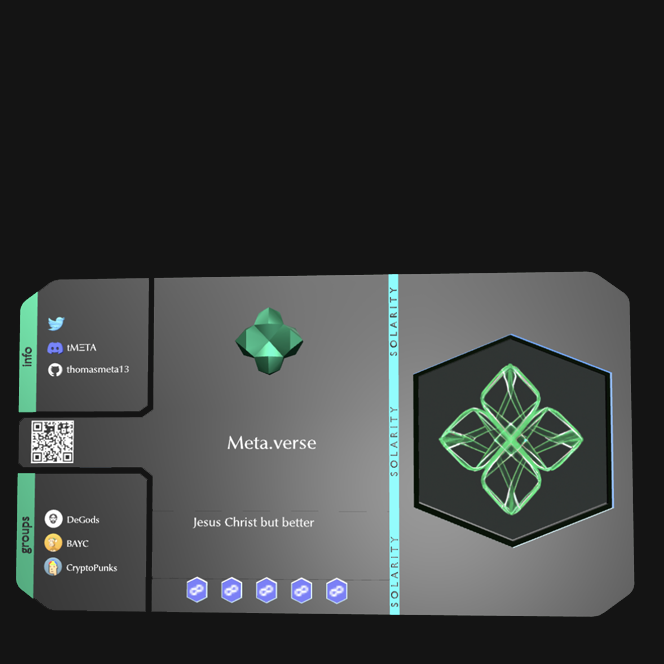 info
tMΞTA
thomasmeta13
groups
DeGods
BAYC
CryptoPunks
Meta.verse
Jesus Christ but better
SOLARITY
SOLARITY
SOLARITY